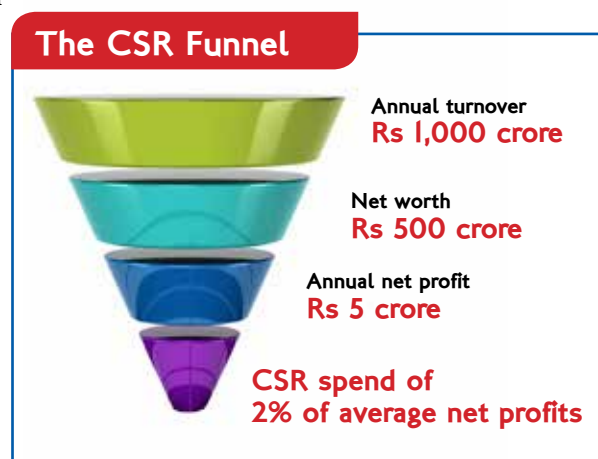 The CSR Funnel
Annual turnover
Rs 1,000 crore
Net worth
Rs 500 crore
Annual net profit
Rs 5 crore
CSR spend of
2% of average net profits